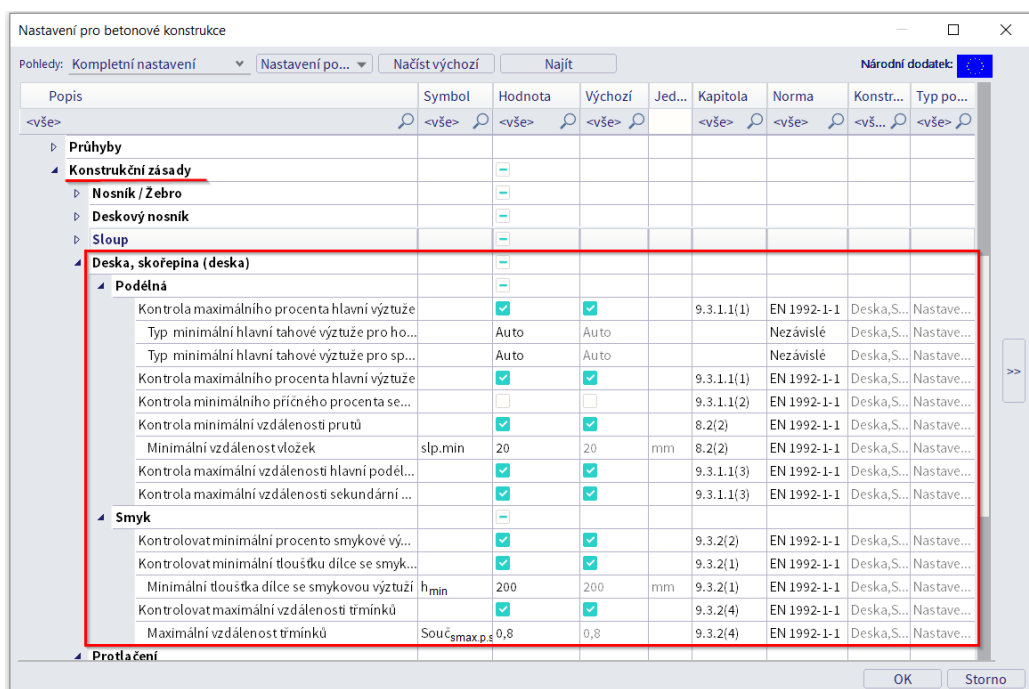 Nastavení pro betonové konstrukce
Pohledy: Kompletní nastavení Nastavení po... Načíst výchozí Najít Národní dodatek:
Popis Symbol Hodnota Výchozí Jed... Kapitola Norma Konstr... Typ po...
<vše> <vše> <vše> <vše> <vše> <vše> <vš... <vše>
Průhyby
Konstrukční zásady
Nosník / Žebro
Deskový nosník
Sloup
Deska, skořepina (deska)
Podélná
Kontrola maximálního procenta hlavní výztuže 9.3.1.1(1) EN 1992-1-1 Deska,S... Nastave...
Typ minimální hlavní tahové výztuže pro ho... Auto Auto Nezávislé Deska,S... Nastave...
Typ minimální hlavní tahové výztuže pro sp... Auto Auto Nezávislé Deska,S... Nastave...
Kontrola maximálního procenta hlavní výztuže 9.3.1.1(1) EN 1992-1-1 Deska,S... Nastave...
Kontrola minimálního příčného procenta se... 9.3.1.1(2) EN 1992-1-1 Deska,S... Nastave...
Kontrola minimální vzdálenosti prutů 8.2(2) EN 1992-1-1 Deska,S... Nastave...
Minimální vzdálenost vložek slp.min 20 20 mm 8.2(2) EN 1992-1-1 Deska,S... Nastave...
Kontrola maximální vzdálenosti hlavní podél... 9.3.1.1(3) EN 1992-1-1 Deska,S... Nastave...
Kontrola maximální vzdálenosti sekundární ... 9.3.1.1(3) EN 1992-1-1 Deska,S... Nastave...
Smyk
Kontrolovat minimální procento smykové vý... 9.3.2(2) EN 1992-1-1 Deska,S... Nastave...
Kontrolovat minimální tloušťku dílce se smyk... 9.3.2(1) EN 1992-1-1 Deska,S... Nastave...
Minimální tloušťka dílce se smykovou výztuží hmin 200 200 mm 9.3.2(1) EN 1992-1-1 Deska,S... Nastave...
Kontrolovat maximální vzdálenosti třmínků 9.3.2(4) EN 1992-1-1 Deska,S... Nastave...
Maximální vzdálenost třmínků Součsmax.p.s 0,8 0,8 9.3.2(4) EN 1992-1-1 Deska,S... Nastave...
Protlačení
>>
OK Storno